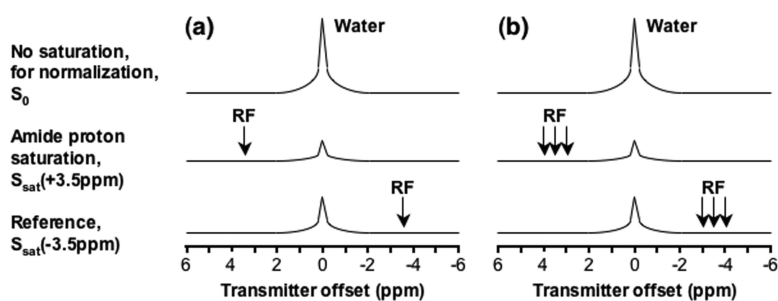 (a)
Water
(b)
Water
No saturation,
for normalization,
S0
RF
RF
Amide proton
saturation,
Ssat(+3.5ppm)
RF
RF
Reference,
Ssat(-3.5ppm)
6 4 2 0 -2 -4 -6
6 4 2 0 -2 -4 -6
Transmitter offset (ppm)
Transmitter offset (ppm)